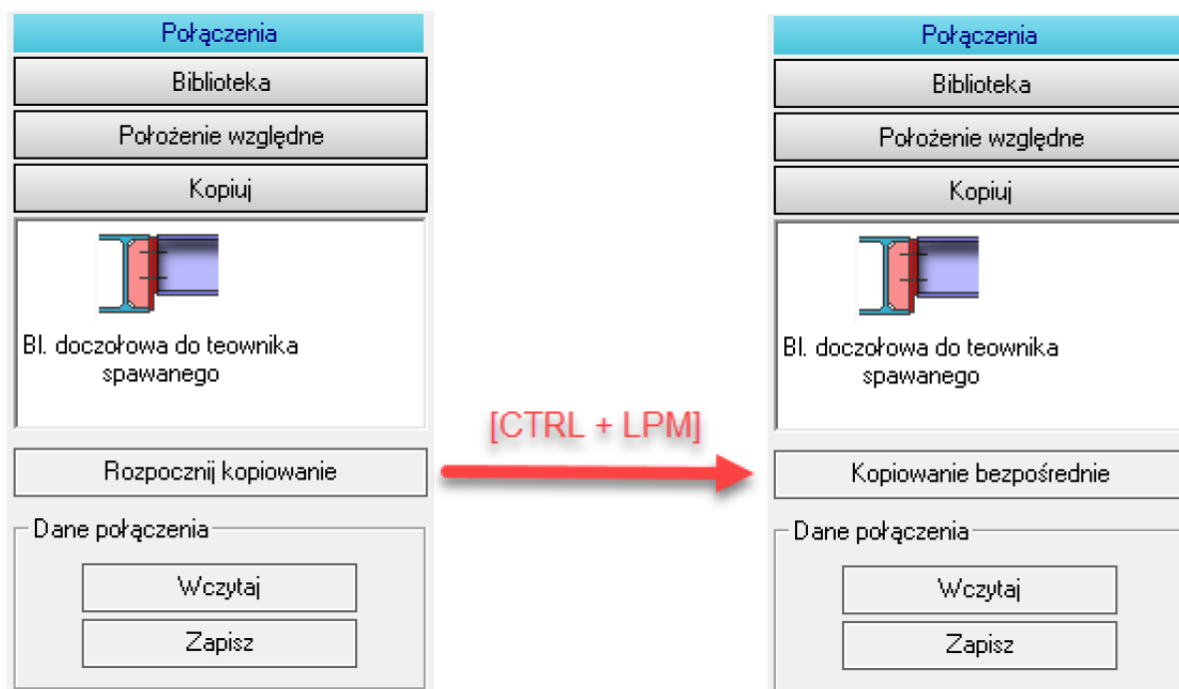 Połączenia
Biblioteka
Położenie względne
Kopiuj
Bl. doczołowa do teownika
spawanego
Rozpocznij kopiowanie
Dane połączenia
Wczytaj
Zapisz
[CTRL + LPM]
Połączenia
Biblioteka
Położenie względne
Kopiuj
Bl. doczołowa do teownika
spawanego
Kopiowanie bezpośrednie
Dane połączenia
Wczytaj
Zapisz